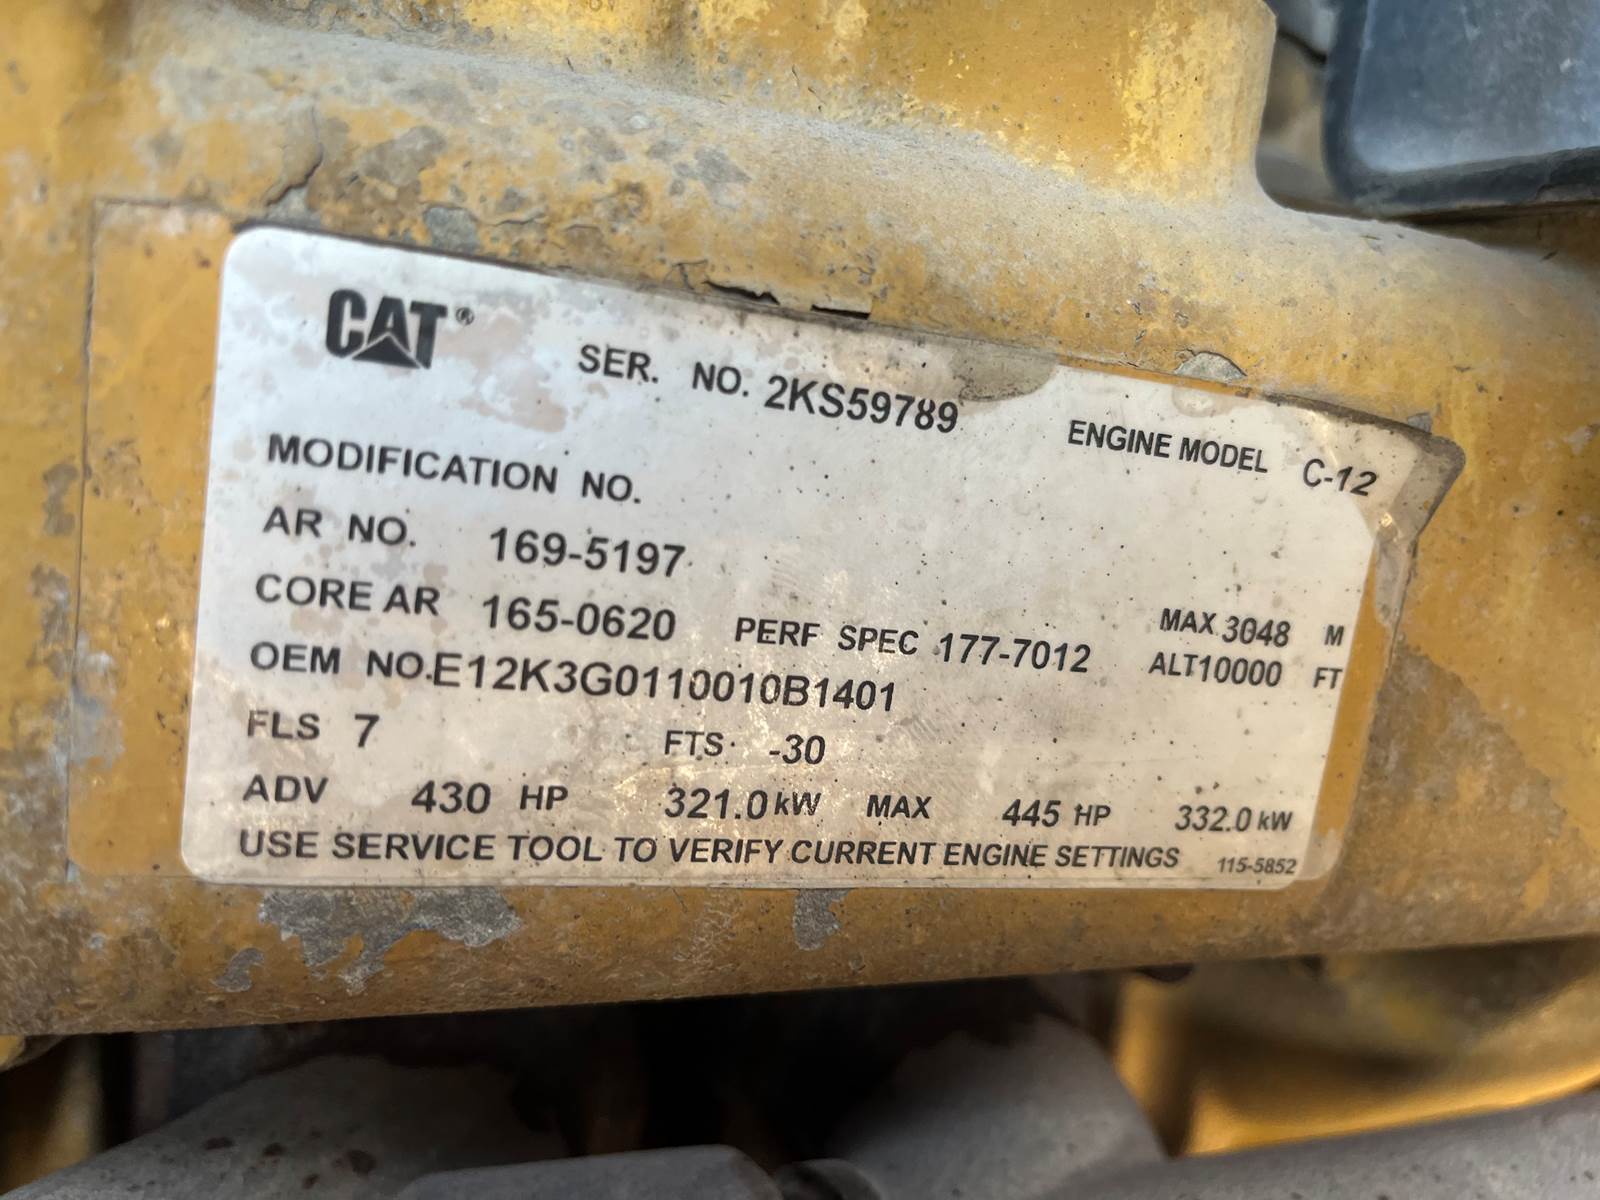 CAT®
SER. NO. 2KS59789
ENGINE MODEL C-12
MODIFICATION NO.
AR NO. 169-5197
CORE AR 165-0620 PERF SPEC 177-7012 MAX 3048 M
ALT 10000 FT
OEM NO. E12K3G0110010B1401
FLS 7 FTS -30
ADV 430 HP 321.0 kW MAX 445 HP 332.0 kW
USE SERVICE TOOL TO VERIFY CURRENT ENGINE SETTINGS 115-5852